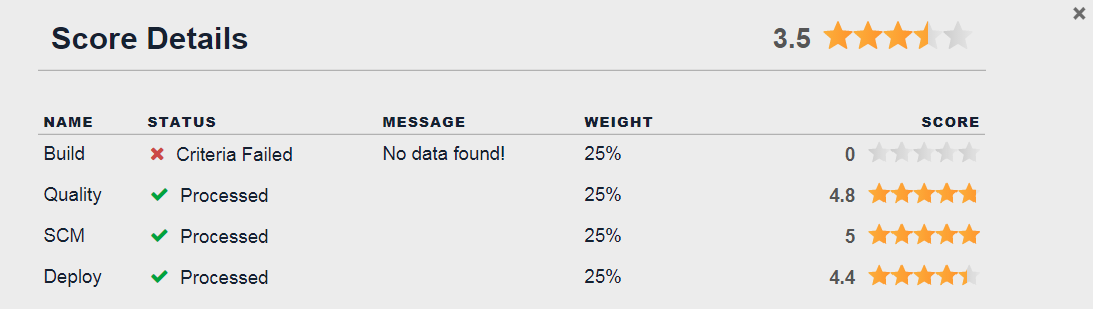 Score Details 3.5
NAME STATUS MESSAGE WEIGHT SCORE
Build Criteria Failed No data found! 25% 0
Quality Processed 25% 4.8
SCM Processed 25% 5
Deploy Processed 25% 4.4